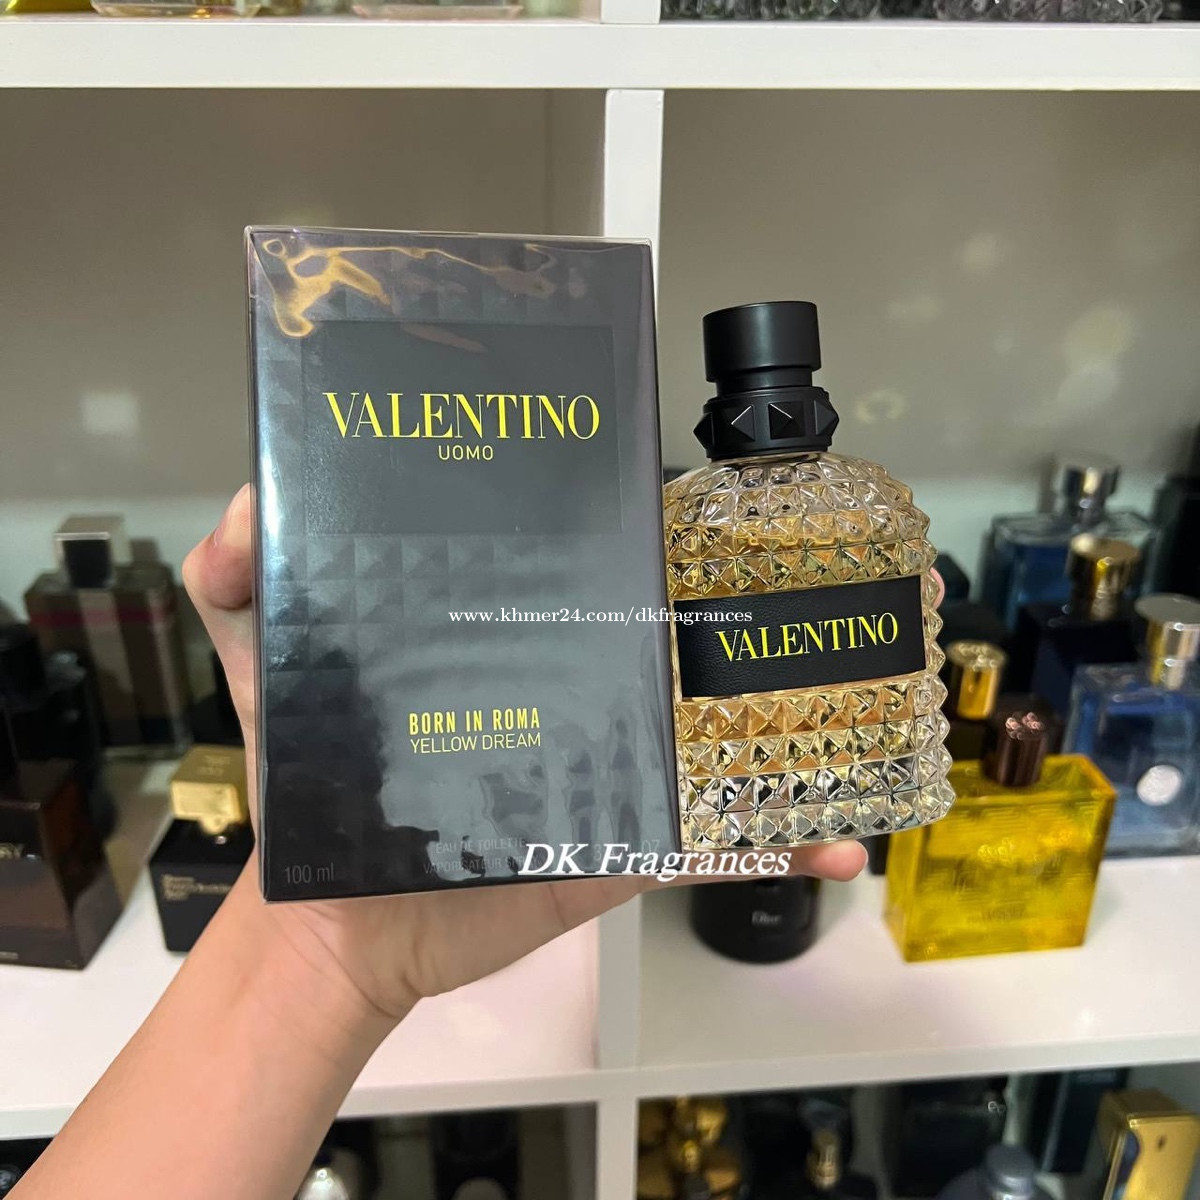 VALENTINO
UOMO
www.khmer24.com/dkfragrances
VALENTINO
BORN IN ROMA
YELLOW DREAM
EAU DE TOILETTE
100 ml
DK Fragrances
Dior